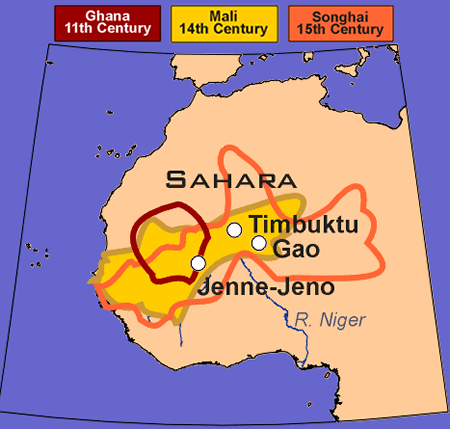 Ghana
11th Century
Mali
14th Century
Songhai
15th Century
SAHARA
Timbuktu
Gao
Jenne-Jeno
R. Niger